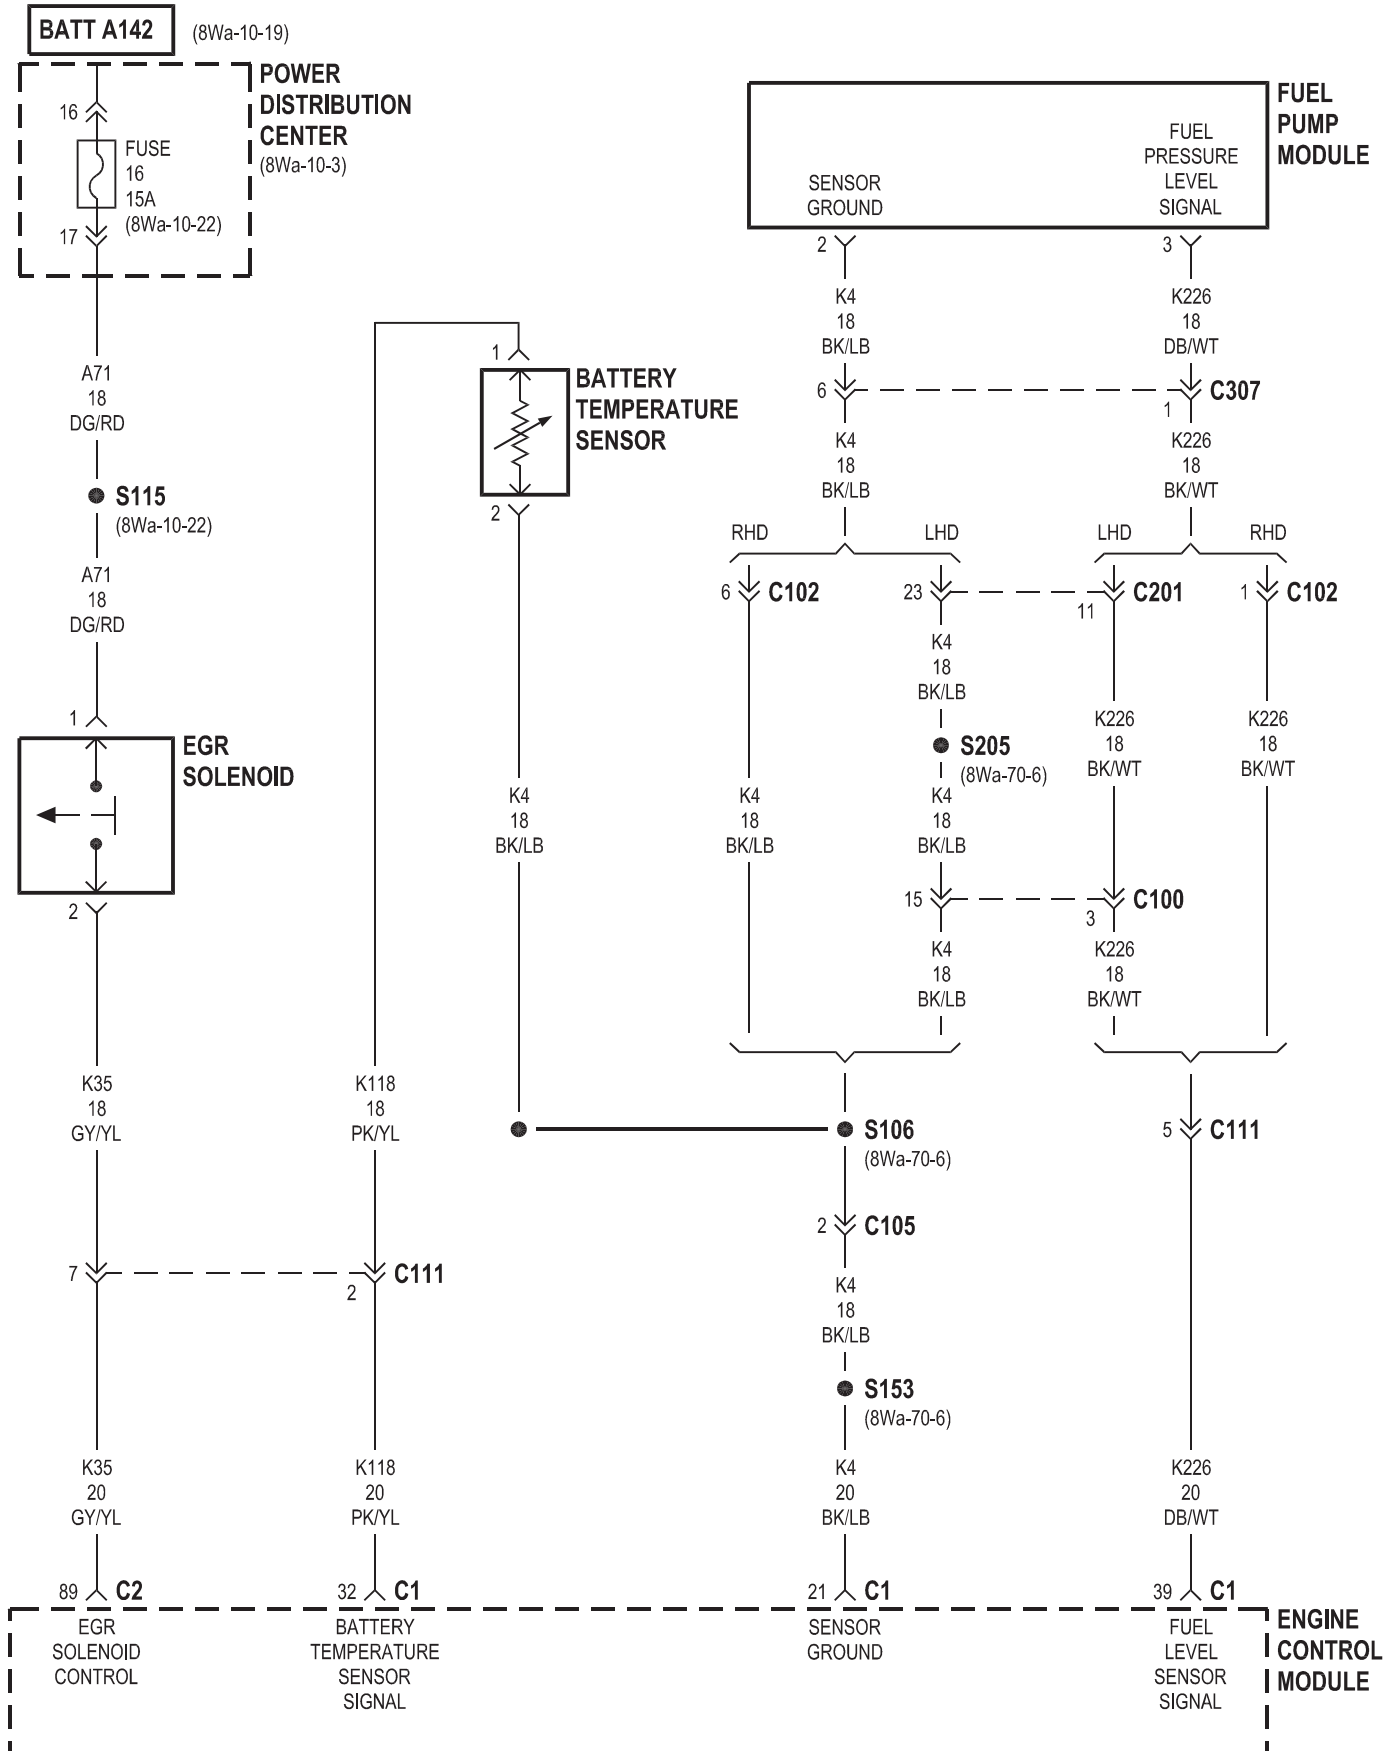 BATT A142 (8Wa-10-19)
POWER
DISTRIBUTION
CENTER
(8Wa-10-3)
16
FUSE
16
15A
(8Wa-10-22)
17
A71
18
DG/RD
S115
(8Wa-10-22)
A71
18
DG/RD
1
EGR
SOLENOID
2
K35
18
GY/YL
7
K35
20
GY/YL
89 C2
EGR
SOLENOID
CONTROL
1
BATTERY
TEMPERATURE
SENSOR
2
K118
18
PK/YL
2 C111
K118
20
PK/YL
32 C1
BATTERY
TEMPERATURE
SENSOR
SIGNAL
K4
18
BK/LB
FUEL
PUMP
MODULE
SENSOR
GROUND
FUEL
PRESSURE
LEVEL
SIGNAL
2
3
K4
18
BK/LB
K226
18
DB/WT
6
1 C307
K4
18
BK/LB
K226
18
BK/WT
RHD LHD LHD RHD
6 C102
23
11 C201
1 C102
K4
18
BK/LB
S205
(8Wa-70-6)
K4
18
BK/LB
K4
18
BK/LB
K226
18
BK/WT
K226
18
BK/WT
15
3 C100
K4
18
BK/LB
K226
18
BK/WT
S106
(8Wa-70-6)
5 C111
2 C105
K4
18
BK/LB
S153
(8Wa-70-6)
K4
20
BK/LB
K226
20
DB/WT
21 C1
39 C1
SENSOR
GROUND
FUEL
LEVEL
SENSOR
SIGNAL
ENGINE
CONTROL
MODULE